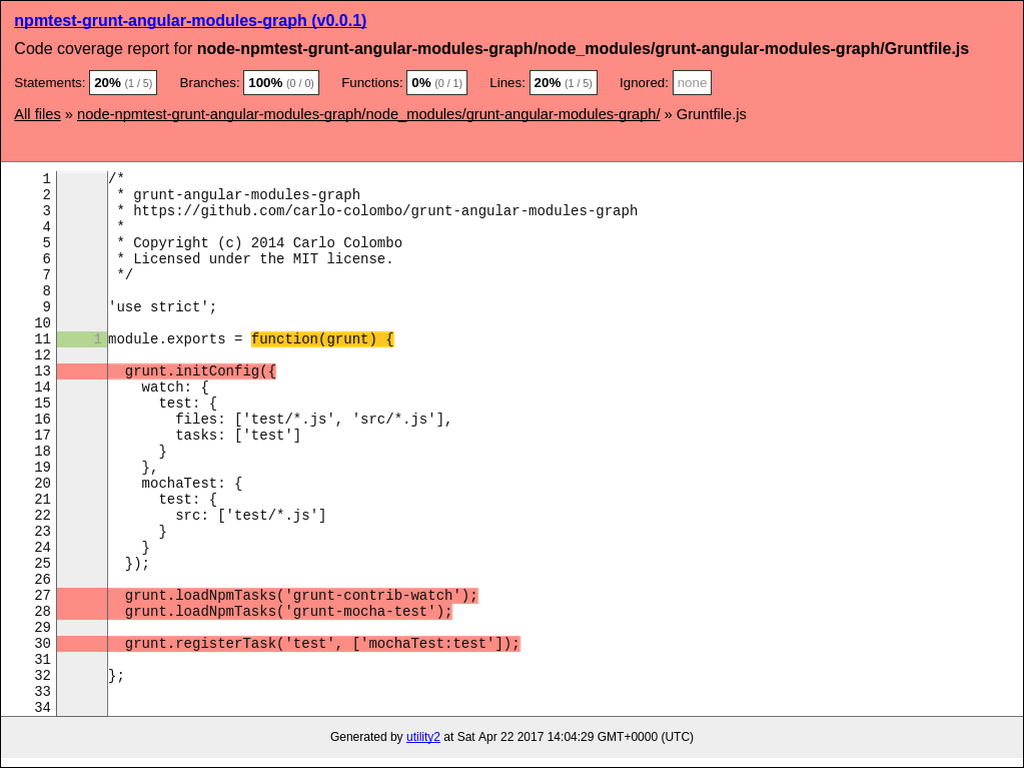 npmtest-grunt-angular-modules-graph (v0.0.1)
Code coverage report for node-npmtest-grunt-angular-modules-graph/node_modules/grunt-angular-modules-graph/Gruntfile.js
Statements: 20% (1 / 5) Branches: 100% (0 / 0) Functions: 0% (0 / 1) Lines: 20% (1 / 5) Ignored: none
All files » node-npmtest-grunt-angular-modules-graph/node_modules/grunt-angular-modules-graph/ » Gruntfile.js
1 /*
2  * grunt-angular-modules-graph
3  * https://github.com/carlo-colombo/grunt-angular-modules-graph
4  *
5  * Copyright (c) 2014 Carlo Colombo
6  * Licensed under the MIT license.
7  */
8
9 'use strict';
10
11 1 module.exports = function(grunt) {
12
13   grunt.initConfig({
14     watch: {
15       test: {
16         files: ['test/*.js', 'src/*.js'],
17         tasks: ['test']
18       }
19     },
20     mochaTest: {
21       test: {
22         src: ['test/*.js']
23       }
24     }
25   });
26
27   grunt.loadNpmTasks('grunt-contrib-watch');
28   grunt.loadNpmTasks('grunt-mocha-test');
29
30   grunt.registerTask('test', ['mochaTest:test']);
31
32 };
33
34
Generated by utility2 at Sat Apr 22 2017 14:04:29 GMT+0000 (UTC)